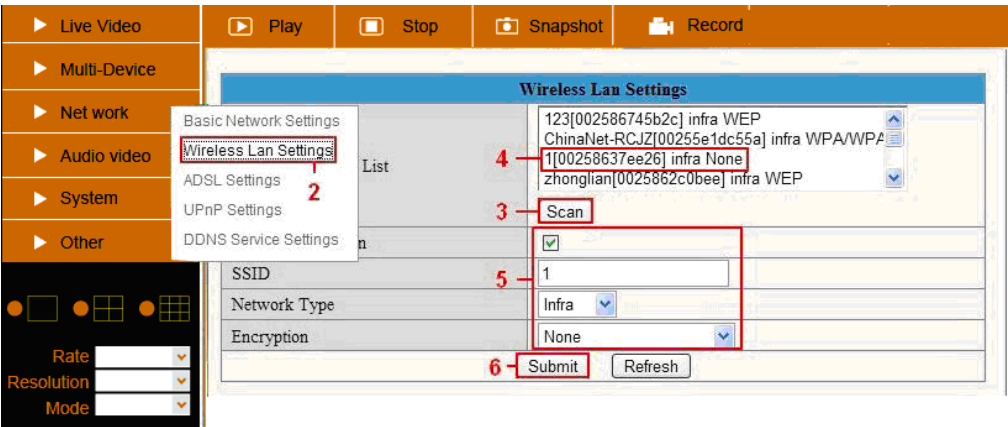 Live Video
Play
Stop
Snapshot
Record
Multi-Device
Wireless Lan Settings
Net work
Basic Network Settings
123[002586745b2c] infra WEP
ChinaNet-RCJZ[00255e1dc55a] infra WPA/WPA
Audio video
Wireless Lan Settings
2
List
4
1[00258637ee26] infra None
zhonglian[0025862c0bee] infra WEP
ADSL Settings
System
UPnP Settings
3
Scan
Other
DDNS Service Settings
n
SSID
5
1
Network Type
Infra
Encryption
None
Rate
6
Submit
Refresh
Resolution
Mode